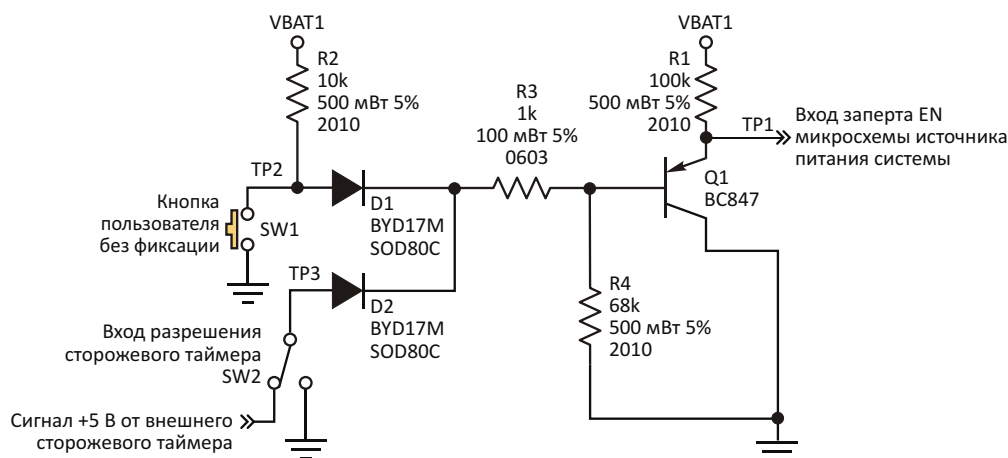 VBAT1
R2
10k
500 мВт 5%
2010
TP2
Кнопка
пользователя
без фиксации
SW1
D1
BYD17M
SOD80C
TP3
D2
BYD17M
SOD80C
Вход разрешения
сторожевого таймера
SW2
Сигнал +5 В от внешнего
сторожевого таймера
R3
1k
100 мВт 5%
0603
VBAT1
R1
100k
500 мВт 5%
2010
TP1
Вход заперта EN
микросхемы источника
питания системы
Q1
BC847
R4
68k
500 мВт 5%
2010